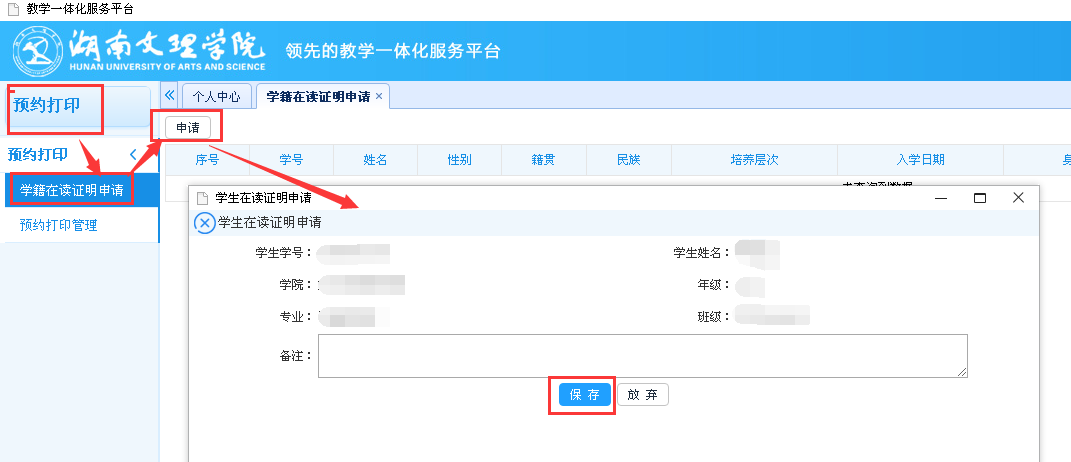 教学一体化服务平台
湖南文理学院
HUNAN UNIVERSITY OF ARTS AND SCIENCE
领先的教学一体化服务平台
预约打印
个人中心
学籍在读证明申请
申请
预约打印
学籍在读证明申请
预约打印管理
序号 学号 姓名 性别 籍贯 民族 培养层次 入学日期
学生在读证明申请
学生在读证明申请
学生学号：
学生姓名：
学院：
年级：
专业：
班级：
备注：
保存
放弃